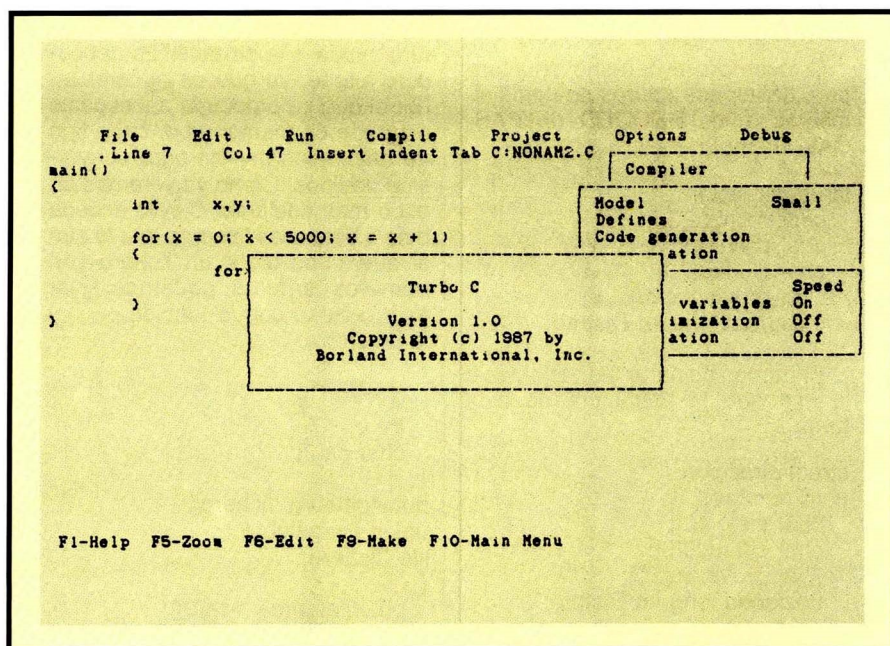 File Edit Run Compile Project Options Debug
.Line 7 Col 47 Insert Indent Tab C:NONAM2.C
Compiler
main()
{
int x,y;
for(x = 0; x < 5000; x = x + 1)
{
for
}
}
Model Small
Defines
Code generation
ation
Speed
variables On
imization Off
ation Off
Turbo C
Version 1.0
Copyright (c) 1987 by
Borland International, Inc.
F1-Help F5-Zoom F6-Edit F9-Make F10-Main Menu